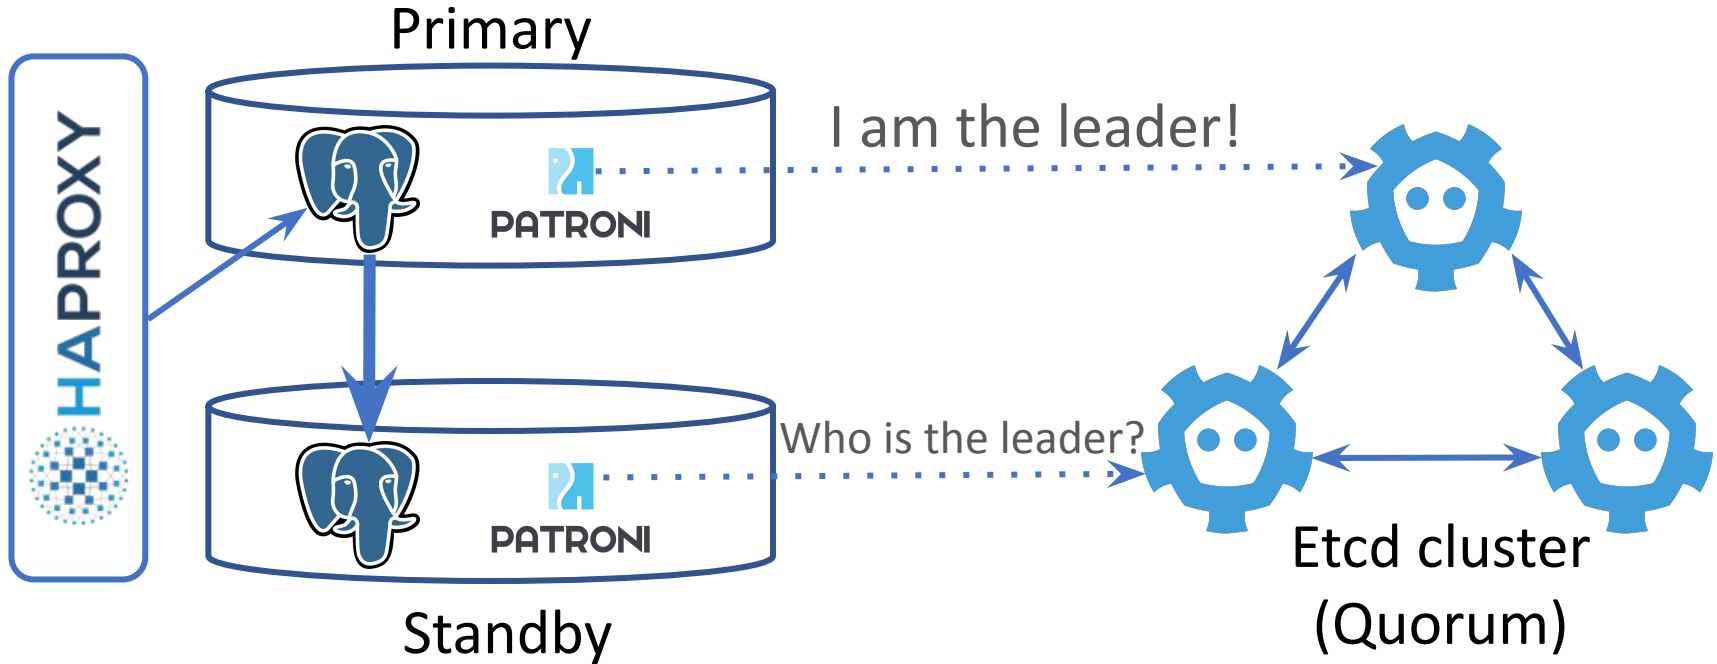 Primary
HAPROXY
PATRONI
I am the leader!
PATRONI
Who is the leader?
Standby
Etcd cluster
(Quorum)